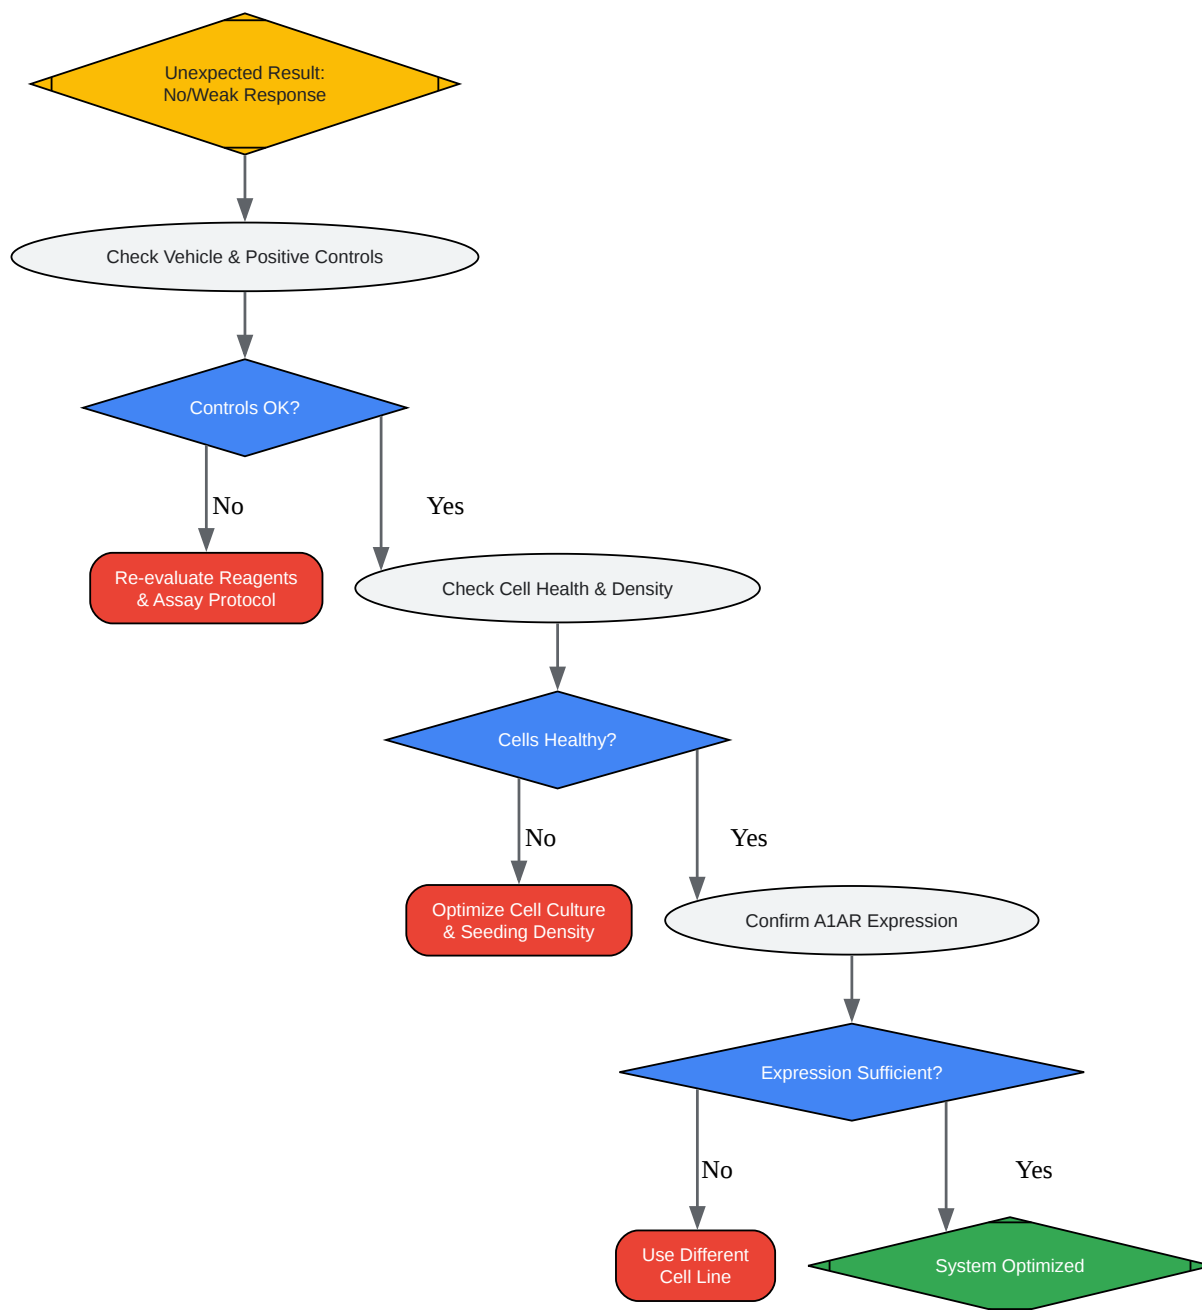 Unexpected Result:
No/Weak Response
Check Vehicle & Positive Controls
Controls OK?
No
Yes
Re-evaluate Reagents
& Assay Protocol
Check Cell Health & Density
Cells Healthy?
No
Yes
Optimize Cell Culture
& Seeding Density
Confirm A1AR Expression
Expression Sufficient?
No
Yes
Use Different
Cell Line
System Optimized